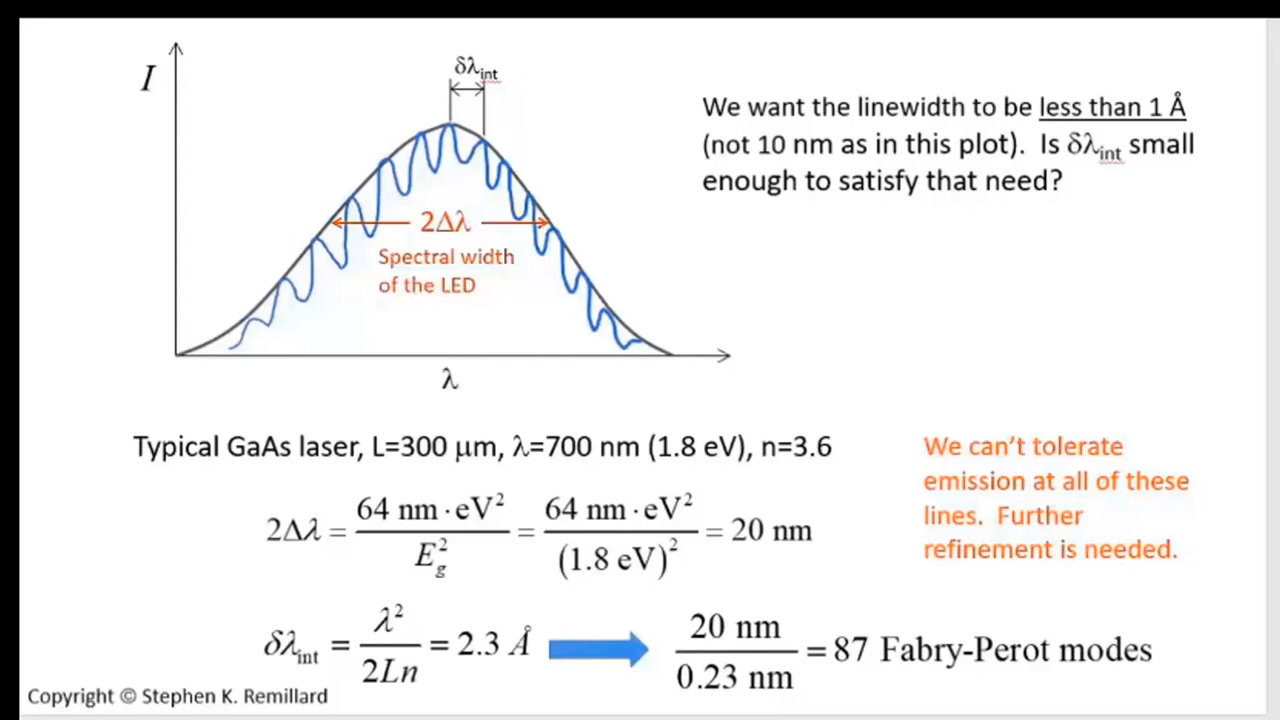 I
δλint
We want the linewidth to be less than 1 Å
(not 10 nm as in this plot). Is δλint small
enough to satisfy that need?
2Δλ
Spectral width
of the LED
λ
Typical GaAs laser, L=300 μm, λ=700 nm (1.8 eV), n=3.6
We can't tolerate
emission at all of these
lines. Further
refinement is needed.
2Δλ = 64 nm·eV² / E_g² = 64 nm·eV² / (1.8 eV)² = 20 nm
δλint = λ² / 2Ln = 2.3 Å
20 nm / 0.23 nm = 87 Fabry-Perot modes
Copyright © Stephen K. Remillard